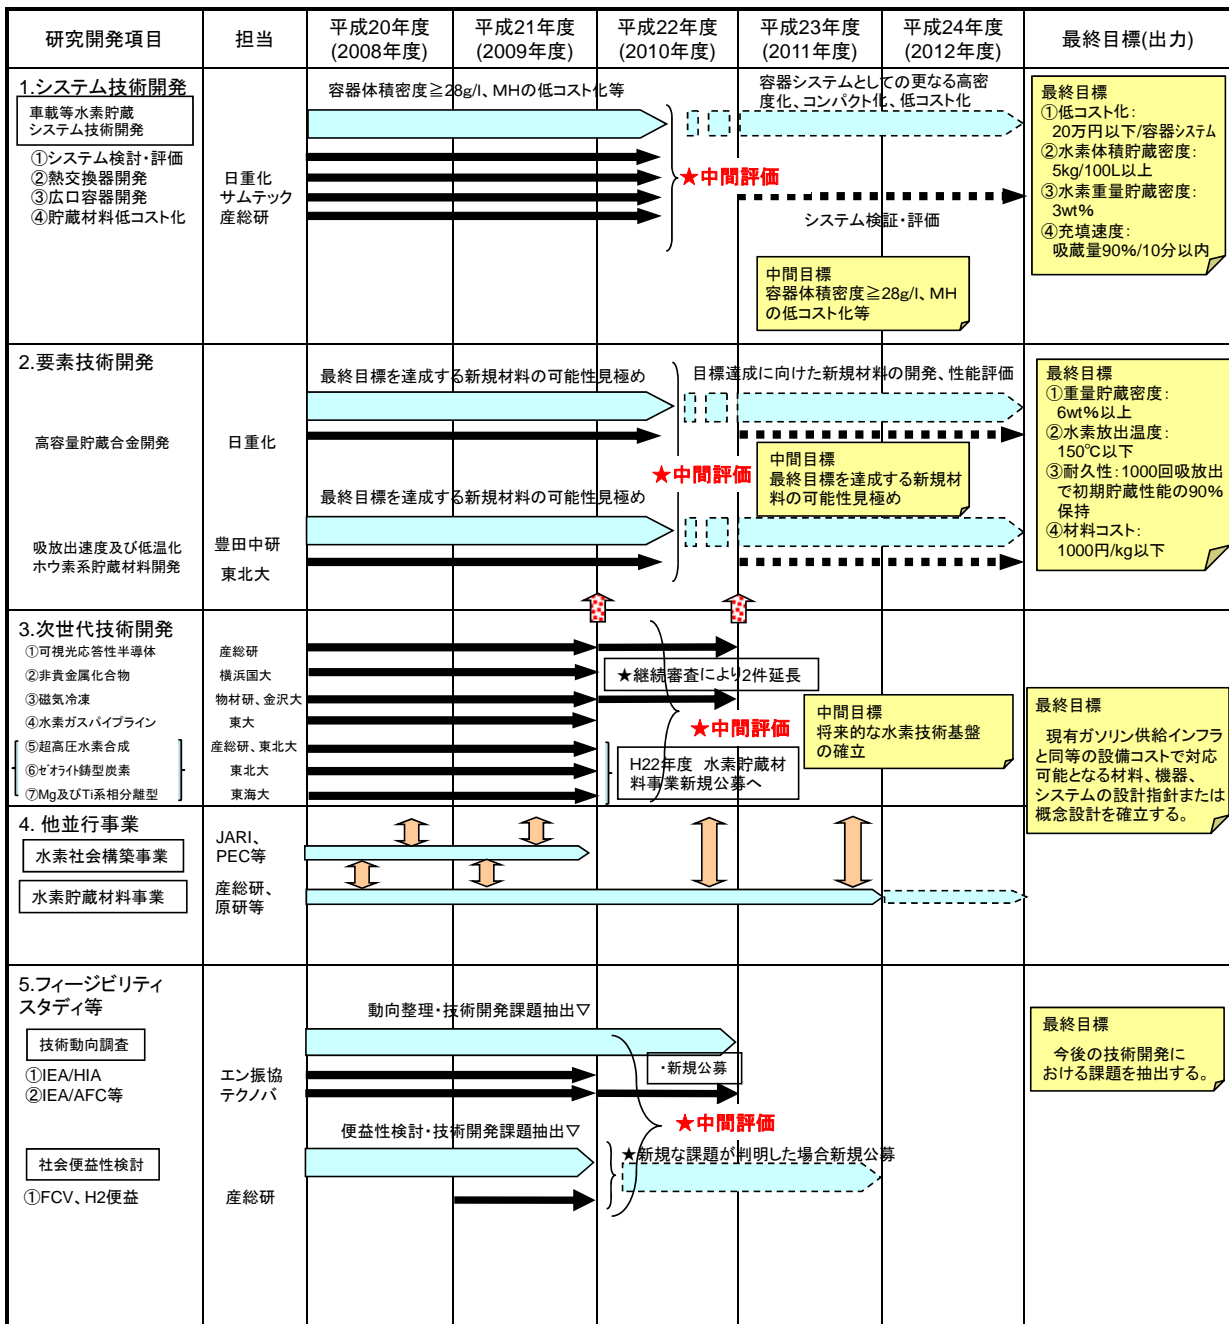 研究開発項目
担当
平成20年度
(2008年度)
平成21年度
(2009年度)
平成22年度
(2010年度)
平成23年度
(2011年度)
平成24年度
(2012年度)
最終目標(出力)
1.システム技術開発
車載等水素貯蔵
システム技術開発
①システム検討・評価
②熱交換器開発
③広口容器開発
④貯蔵材料低コスト化
日重化
サムテック
産総研
容器体積密度≧28g/l、MHの低コスト化等
★中間評価
容器システムとしての更なる高密
度化、コンパクト化、低コスト化
システム検証・評価
中間目標
容器体積密度≧28g/l、MH
の低コスト化等
最終目標
①低コスト化：
20万円以下/容器システム
②水素体積貯蔵密度：
5kg/100L以上
③水素重量貯蔵密度：
3wt%
④充填速度：
吸蔵量90%/10分以内
2.要素技術開発
高容量貯蔵合金開発
日重化
最終目標を達成する新規材料の可能性見極め
目標達成に向けた新規材料の開発、性能評価
★中間評価
中間目標
最終目標を達成する新規材
料の可能性見極め
最終目標を達成する新規材料の可能性見極め
吸放出速度及び低温化
ホウ素系貯蔵材料開発
豊田中研
東北大
最終目標
①重量貯蔵密度：
6wt%以上
②水素放出温度：
150℃以下
③耐久性：1000回吸放出
で初期貯蔵性能の90%
保持
④材料コスト：
1000円/kg以下
3.次世代技術開発
①可視光応答性半導体
産総研
②非貴金属化合物
横浜国大
③磁気冷凍
物材研、金沢大
④水素ガスパイプライン
東大
⑤超高圧水素合成
産総研、東北大
⑥ｾﾞｵﾗｲﾄ鋳型炭素
東北大
⑦Mg及びTi系相分離型
東海大
★継続審査により2件延長
★中間評価
H22年度 水素貯蔵材
料事業新規公募へ
中間目標
将来的な水素技術基盤
の確立
最終目標
現有ガソリン供給インフラ
と同等の設備コストで対応
可能となる材料、機器、
システムの設計指針または
概念設計を確立する。
4. 他並行事業
水素社会構築事業
JARI、
PEC等
水素貯蔵材料事業
産総研、
原研等
5.フィージビリティ
スタディ等
技術動向調査
①IEA/HIA
②IEA/AFC等
エン振協
テクノバ
動向整理・技術開発課題抽出▽
・新規公募
★中間評価
便益性検討・技術開発課題抽出▽
★新規な課題が判明した場合新規公募
社会便益性検討
①FCV、H2便益
産総研
最終目標
今後の技術開発に
おける課題を抽出する。